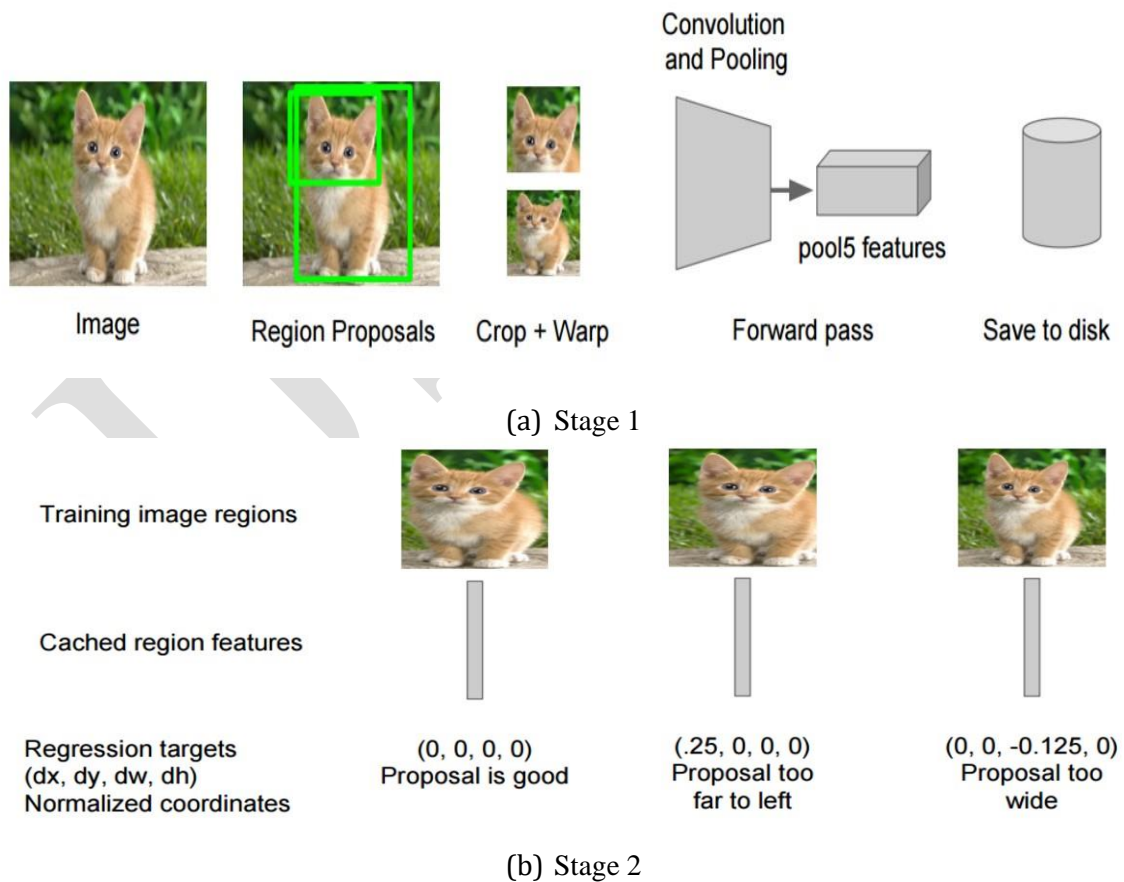 Convolution
and Pooling
pool5 features
Image
Region Proposals
Crop + Warp
Forward pass
Save to disk
(a) Stage 1
Training image regions
Cached region features
Regression targets
(dx, dy, dw, dh)
Normalized coordinates
(0, 0, 0, 0)
Proposal is good
(.25, 0, 0, 0)
Proposal too
far to left
(0, 0, -0.125, 0)
Proposal too
wide
(b) Stage 2